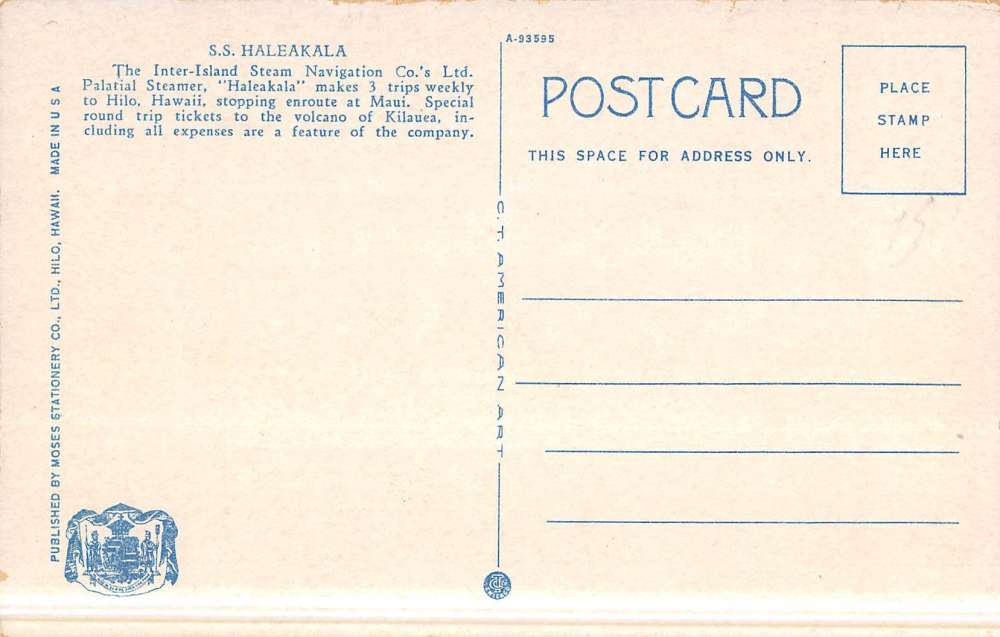 S.S. HALEAKALA
The Inter-Island Steam Navigation Co.'s Ltd.
Palatial Steamer, "Haleakala" makes 3 trips weekly
to Hilo, Hawaii, stopping enroute at Maui. Special
round trip tickets to the volcano of Kilauea, in-
cluding all expenses are a feature of the company.
PUBLISHED BY MOSES STATIONERY CO., LTD., HILO, HAWAII. MADE IN U S A
A-93595
C. T. AMERICAN ART
POSTCARD
THIS SPACE FOR ADDRESS ONLY.
PLACE
STAMP
HERE